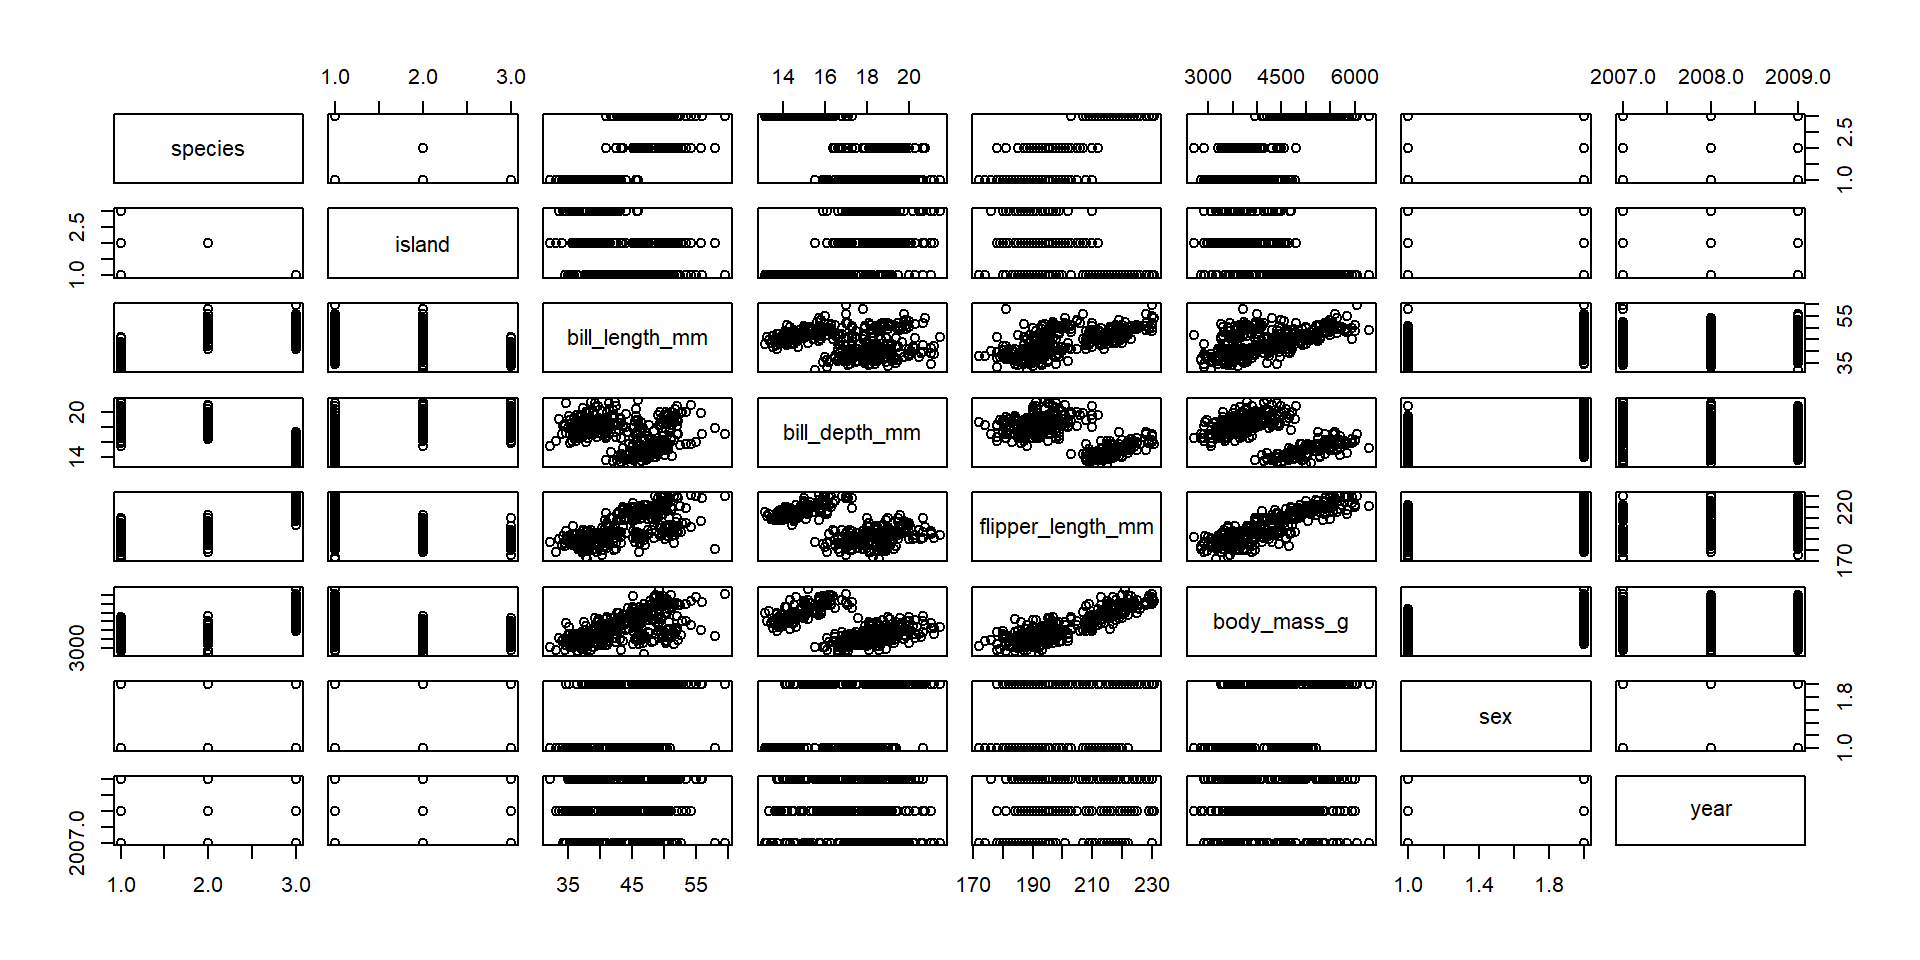 1.0 2.0 3.0 14 16 18 20 3000 4500 6000 2007.0 2008.0 2009.0
species 1.0 2.5
1.0 2.5 island
bill_length_mm 35 55
14 20 bill_depth_mm
flipper_length_mm 170 220
3000 body_mass_g
sex 1.0 1.8
2007.0 year
1.0 2.0 3.0 35 45 55 170 190 210 230 1.0 1.4 1.8